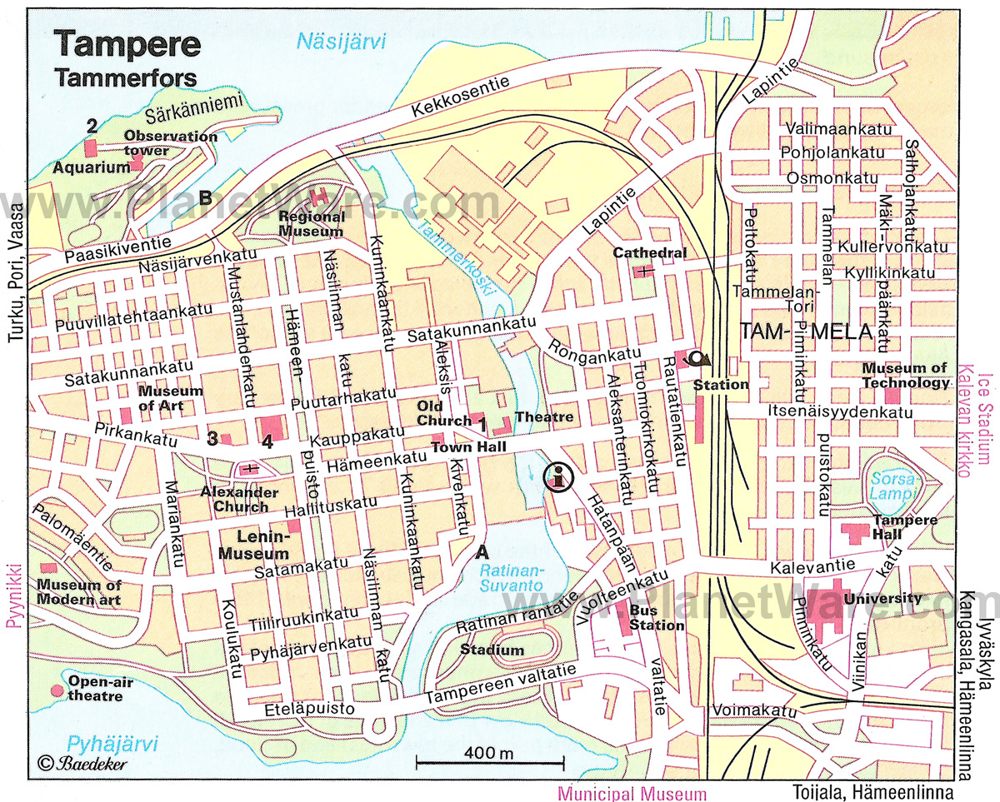 Tampere
Tammerfors
Näsijärvi
Kekkosentie
Lapintie
Särkänniemi
2
Observation
tower
Aquarium
B
Valimaankatu
Pohjolankatu
Osmonkatu
Salhojankatu
Mäki-
päänkatu
www.PlanetWare.com
Regional
Museum
Tammerkoski
Lapintie
Peltokatu
Tammelan
puistokatu
Turku, Pori, Vaasa
Paasikiventie
Näsijärvenkatu
Mustanlahdenkatu
Näsilinnan
katu
Kuninkaankatu
Cathedral
Kullervonkatu
Kyllikinkatu
Tammelan-
Tori
Puuvillatehtaankatu
Hämeen
puisto
Satakunnankatu
TAM-MELA
Pinninkatu
Satakunnankatu
Aleksis
Kivenkatu
Rongankatu
Aleksanterinkatu
Tuomiokirkokatu
Rautatienkatu
Station
Museum of
Technology
Ice Stadium
Kalevan kirkko
Museum
of Art
Puutarhakatu
Old
Church
1
Theatre
Itsenäisyydenkatu
Pirkankatu
3
4
Kauppakatu
Town Hall
Hämeenkatu
i
Alexander
Church
Hallituskatu
Kuninkaankatu
Hatanpään
valtatie
Sorsa-
Lampi
Tampere
Hall
Mariankatu
Palomäentie
Lenin-
Museum
A
Ratinan-
Suvanto
Kalevantie
Satamakatu
Näsilinnan
katu
Pyynikki
Museum of
Modern art
Vuolteenkatu
www.PlanetWare.com
University
Bus
Station
Ratinan rantatie
Tiiliruukinkatu
Koulukatu
Pyhäjärvenkatu
Stadium
Pinninkatu
Viinikan
katu
Jyväskyla
Kangasala, Hämeenlinna
Open-air
theatre
Tampereen valtatie
Eteläpuisto
Voimakatu
Pyhäjärvi
© Baedeker
400 m
Municipal Museum
Toijala, Hämeenlinna